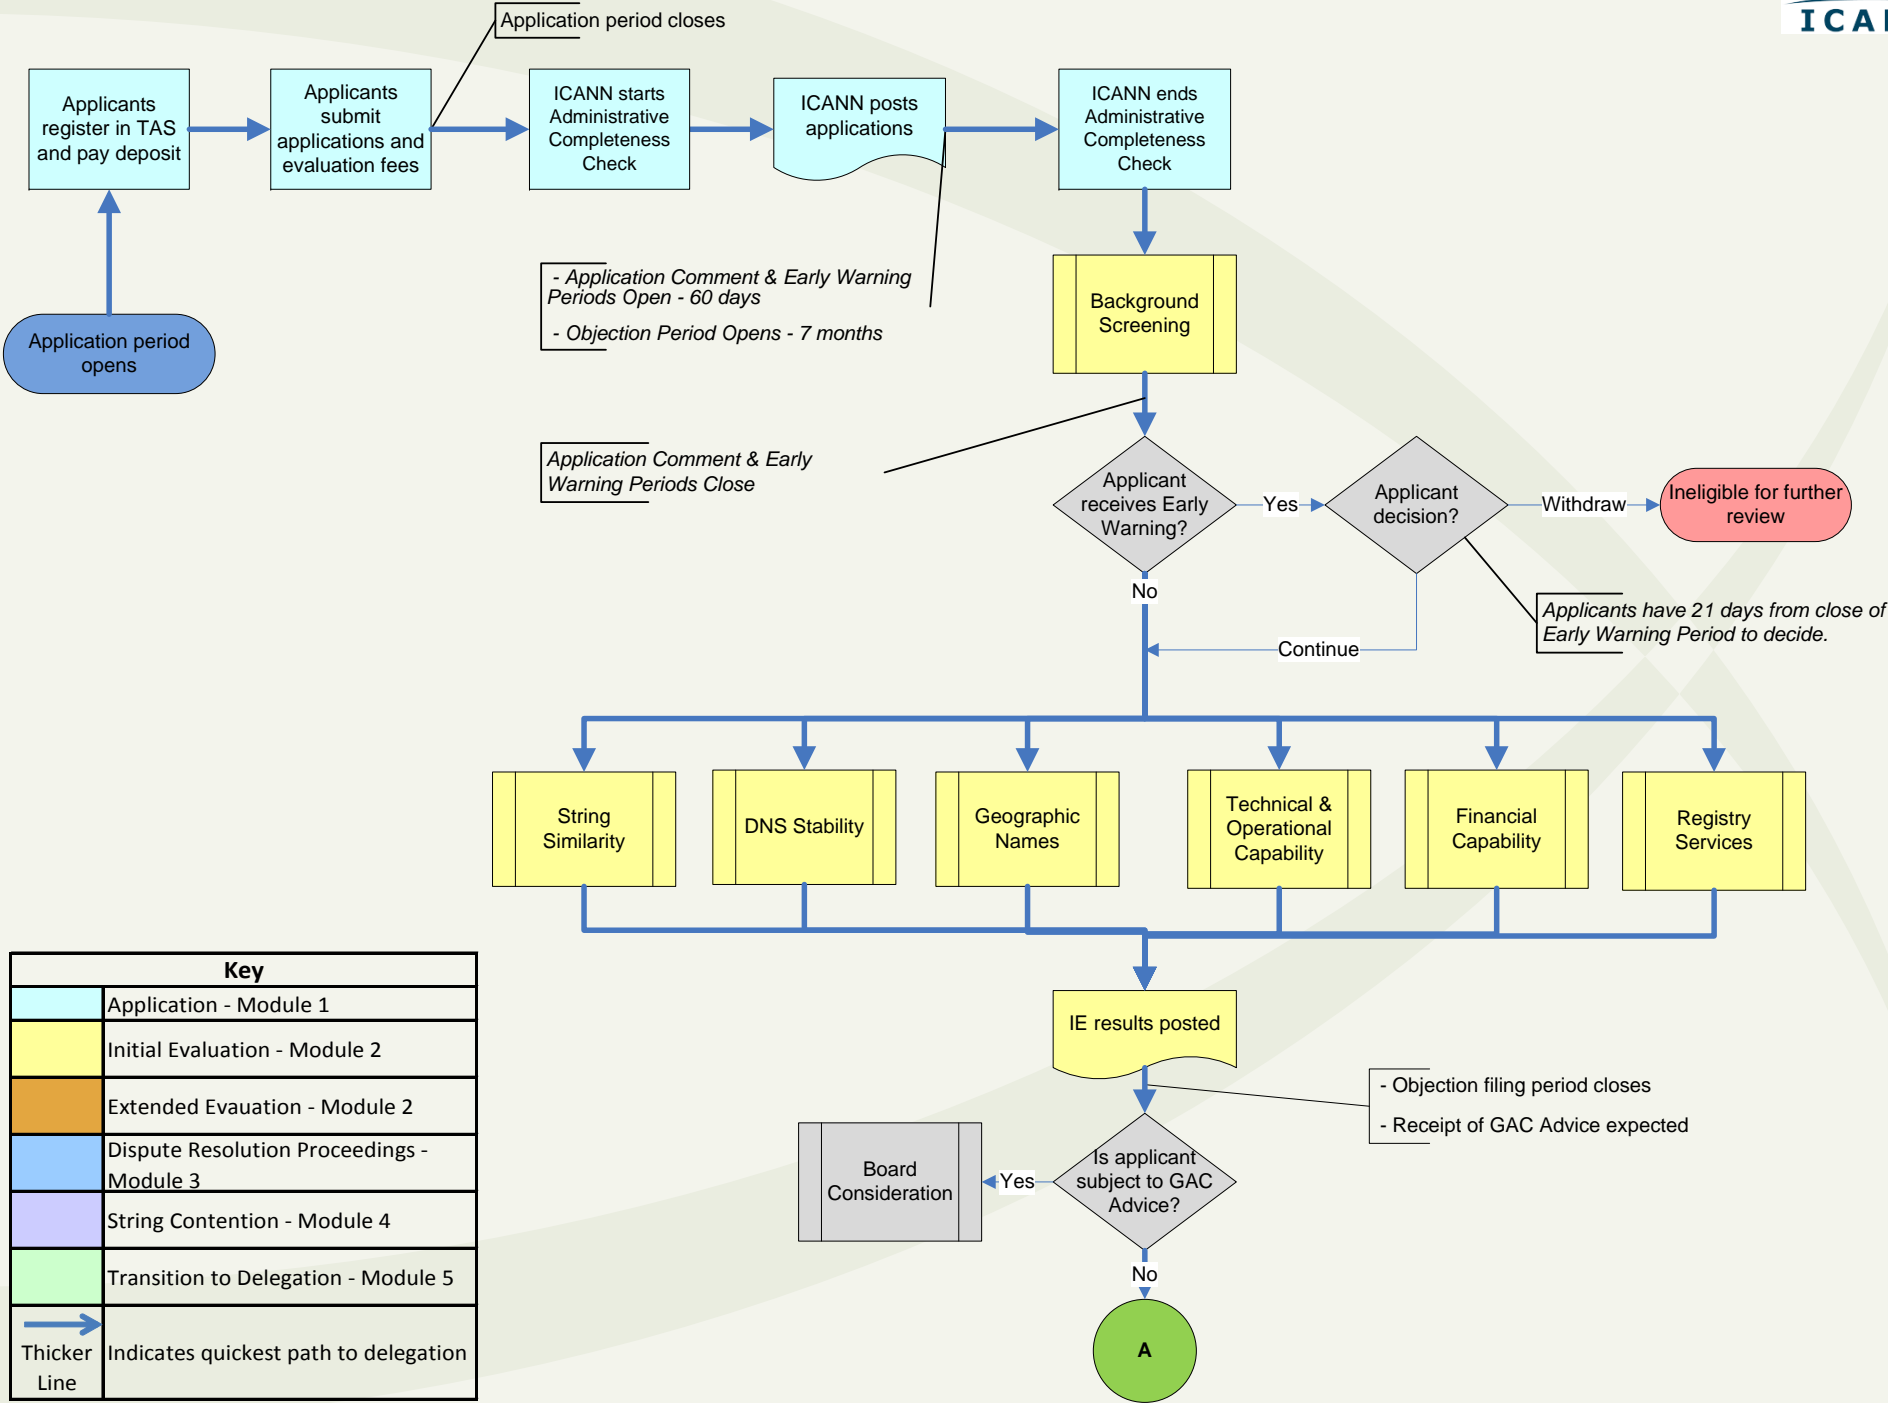 Application period closes
ICA
Applicants
register in TAS
and pay deposit
Applicants
submit
applications and
evaluation fees
ICANN starts
Administrative
Completeness
Check
ICANN posts
applications
ICANN ends
Administrative
Completeness
Check
- Application Comment & Early Warning
Periods Open - 60 days
- Objection Period Opens - 7 months
Background
Screening
Application period
opens
Application Comment & Early
Warning Periods Close
Applicant
receives Early
Warning?
Yes
Applicant
decision?
Withdraw
Ineligible for further
review
No
Applicants have 21 days from close of
Early Warning Period to decide.
Continue
String
Similarity
DNS Stability
Geographic
Names
Technical &
Operational
Capability
Financial
Capability
Registry
Services
IE results posted
- Objection filing period closes
- Receipt of GAC Advice expected
Board
Consideration
Yes
Is applicant
subject to GAC
Advice?
No
A
Key
Application - Module 1
Initial Evaluation - Module 2
Extended Evauation - Module 2
Dispute Resolution Proceedings -
Module 3
String Contention - Module 4
Transition to Delegation - Module 5
Thicker
Line
Indicates quickest path to delegation